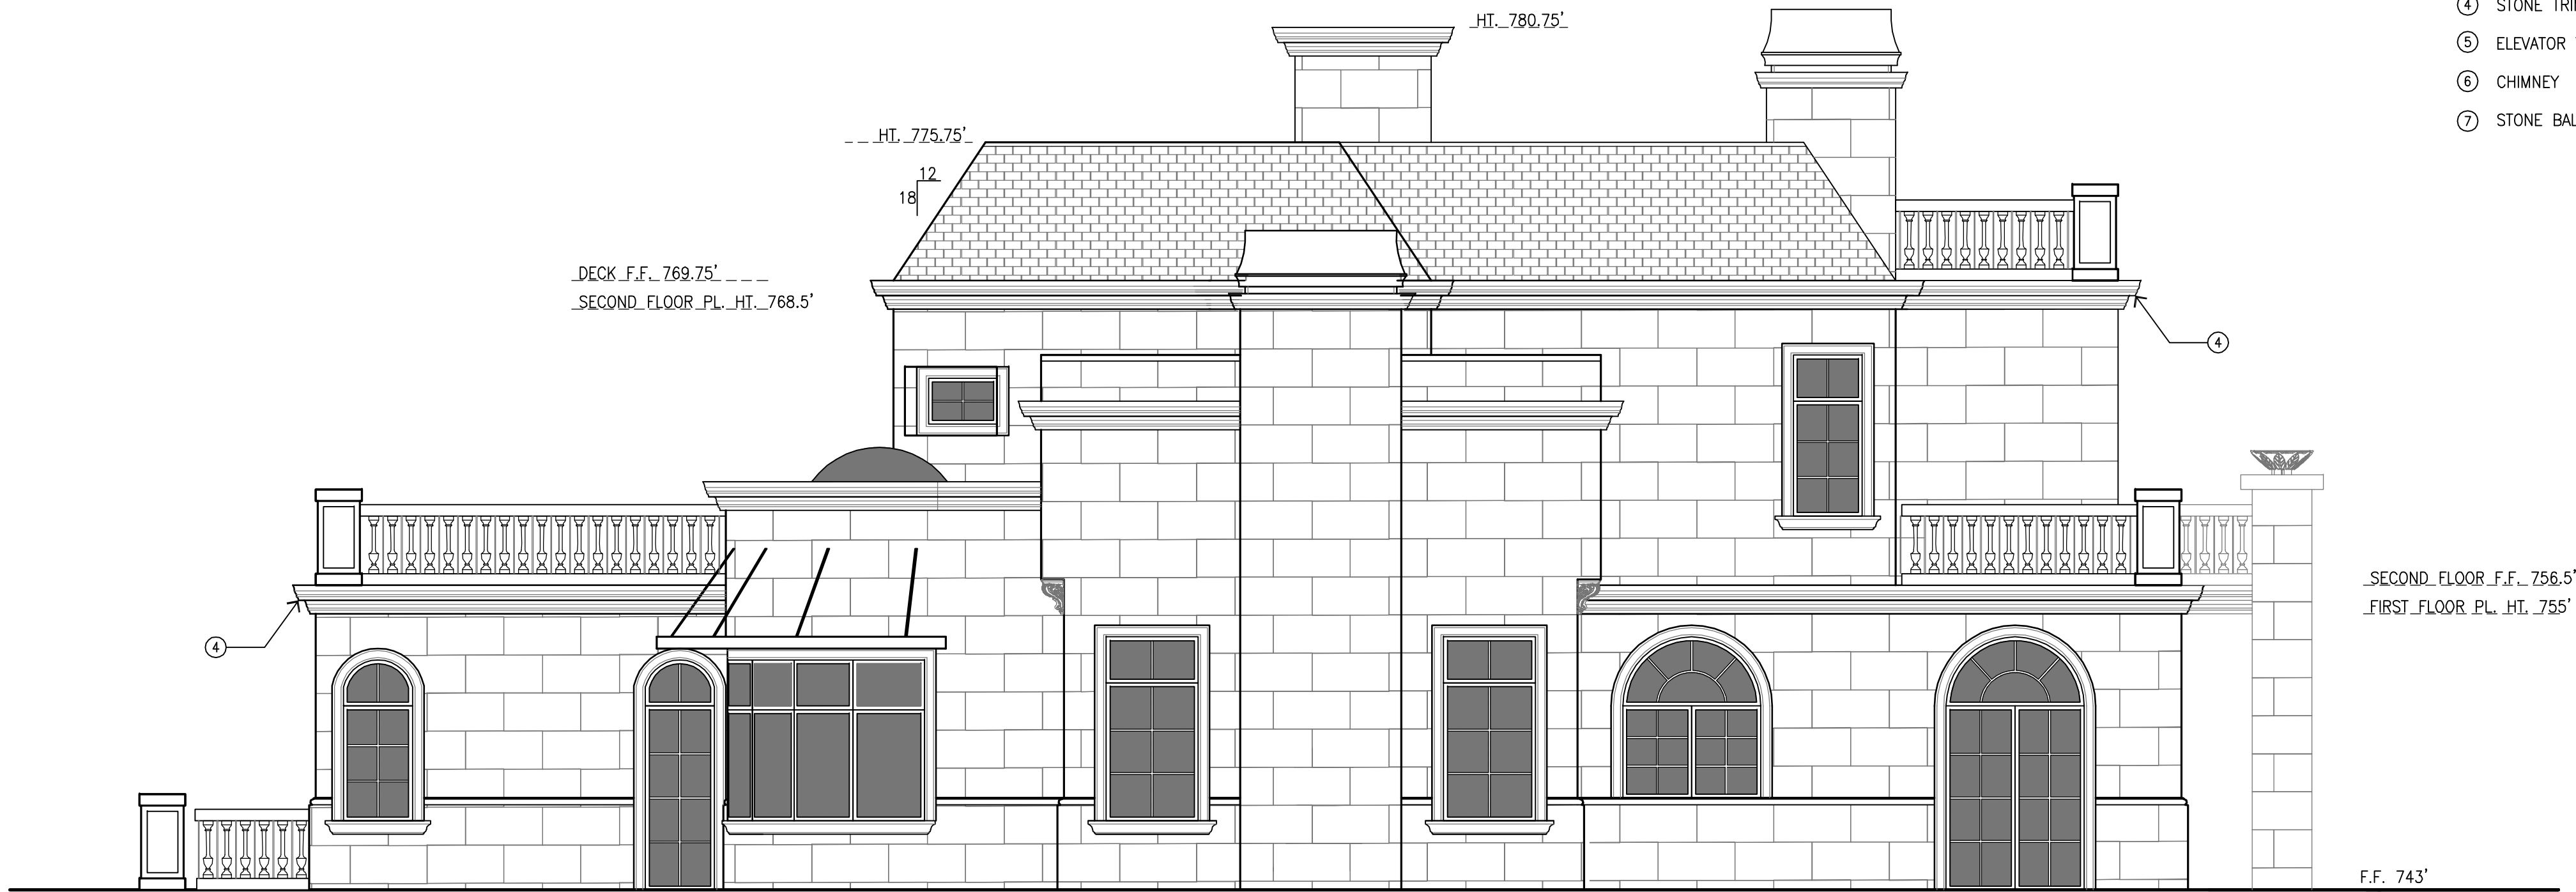 ④ STONE TRI
HT. 780.75'
⑤ ELEVATOR
⑥ CHIMNEY
⑦ STONE BAL
HT. 775.75'
12
18
DECK F.F. 769.75'
SECOND FLOOR PL. HT. 768.5'
④
SECOND FLOOR F.F. 756.5'
FIRST FLOOR PL. HT. 755'
④
F.F. 743'